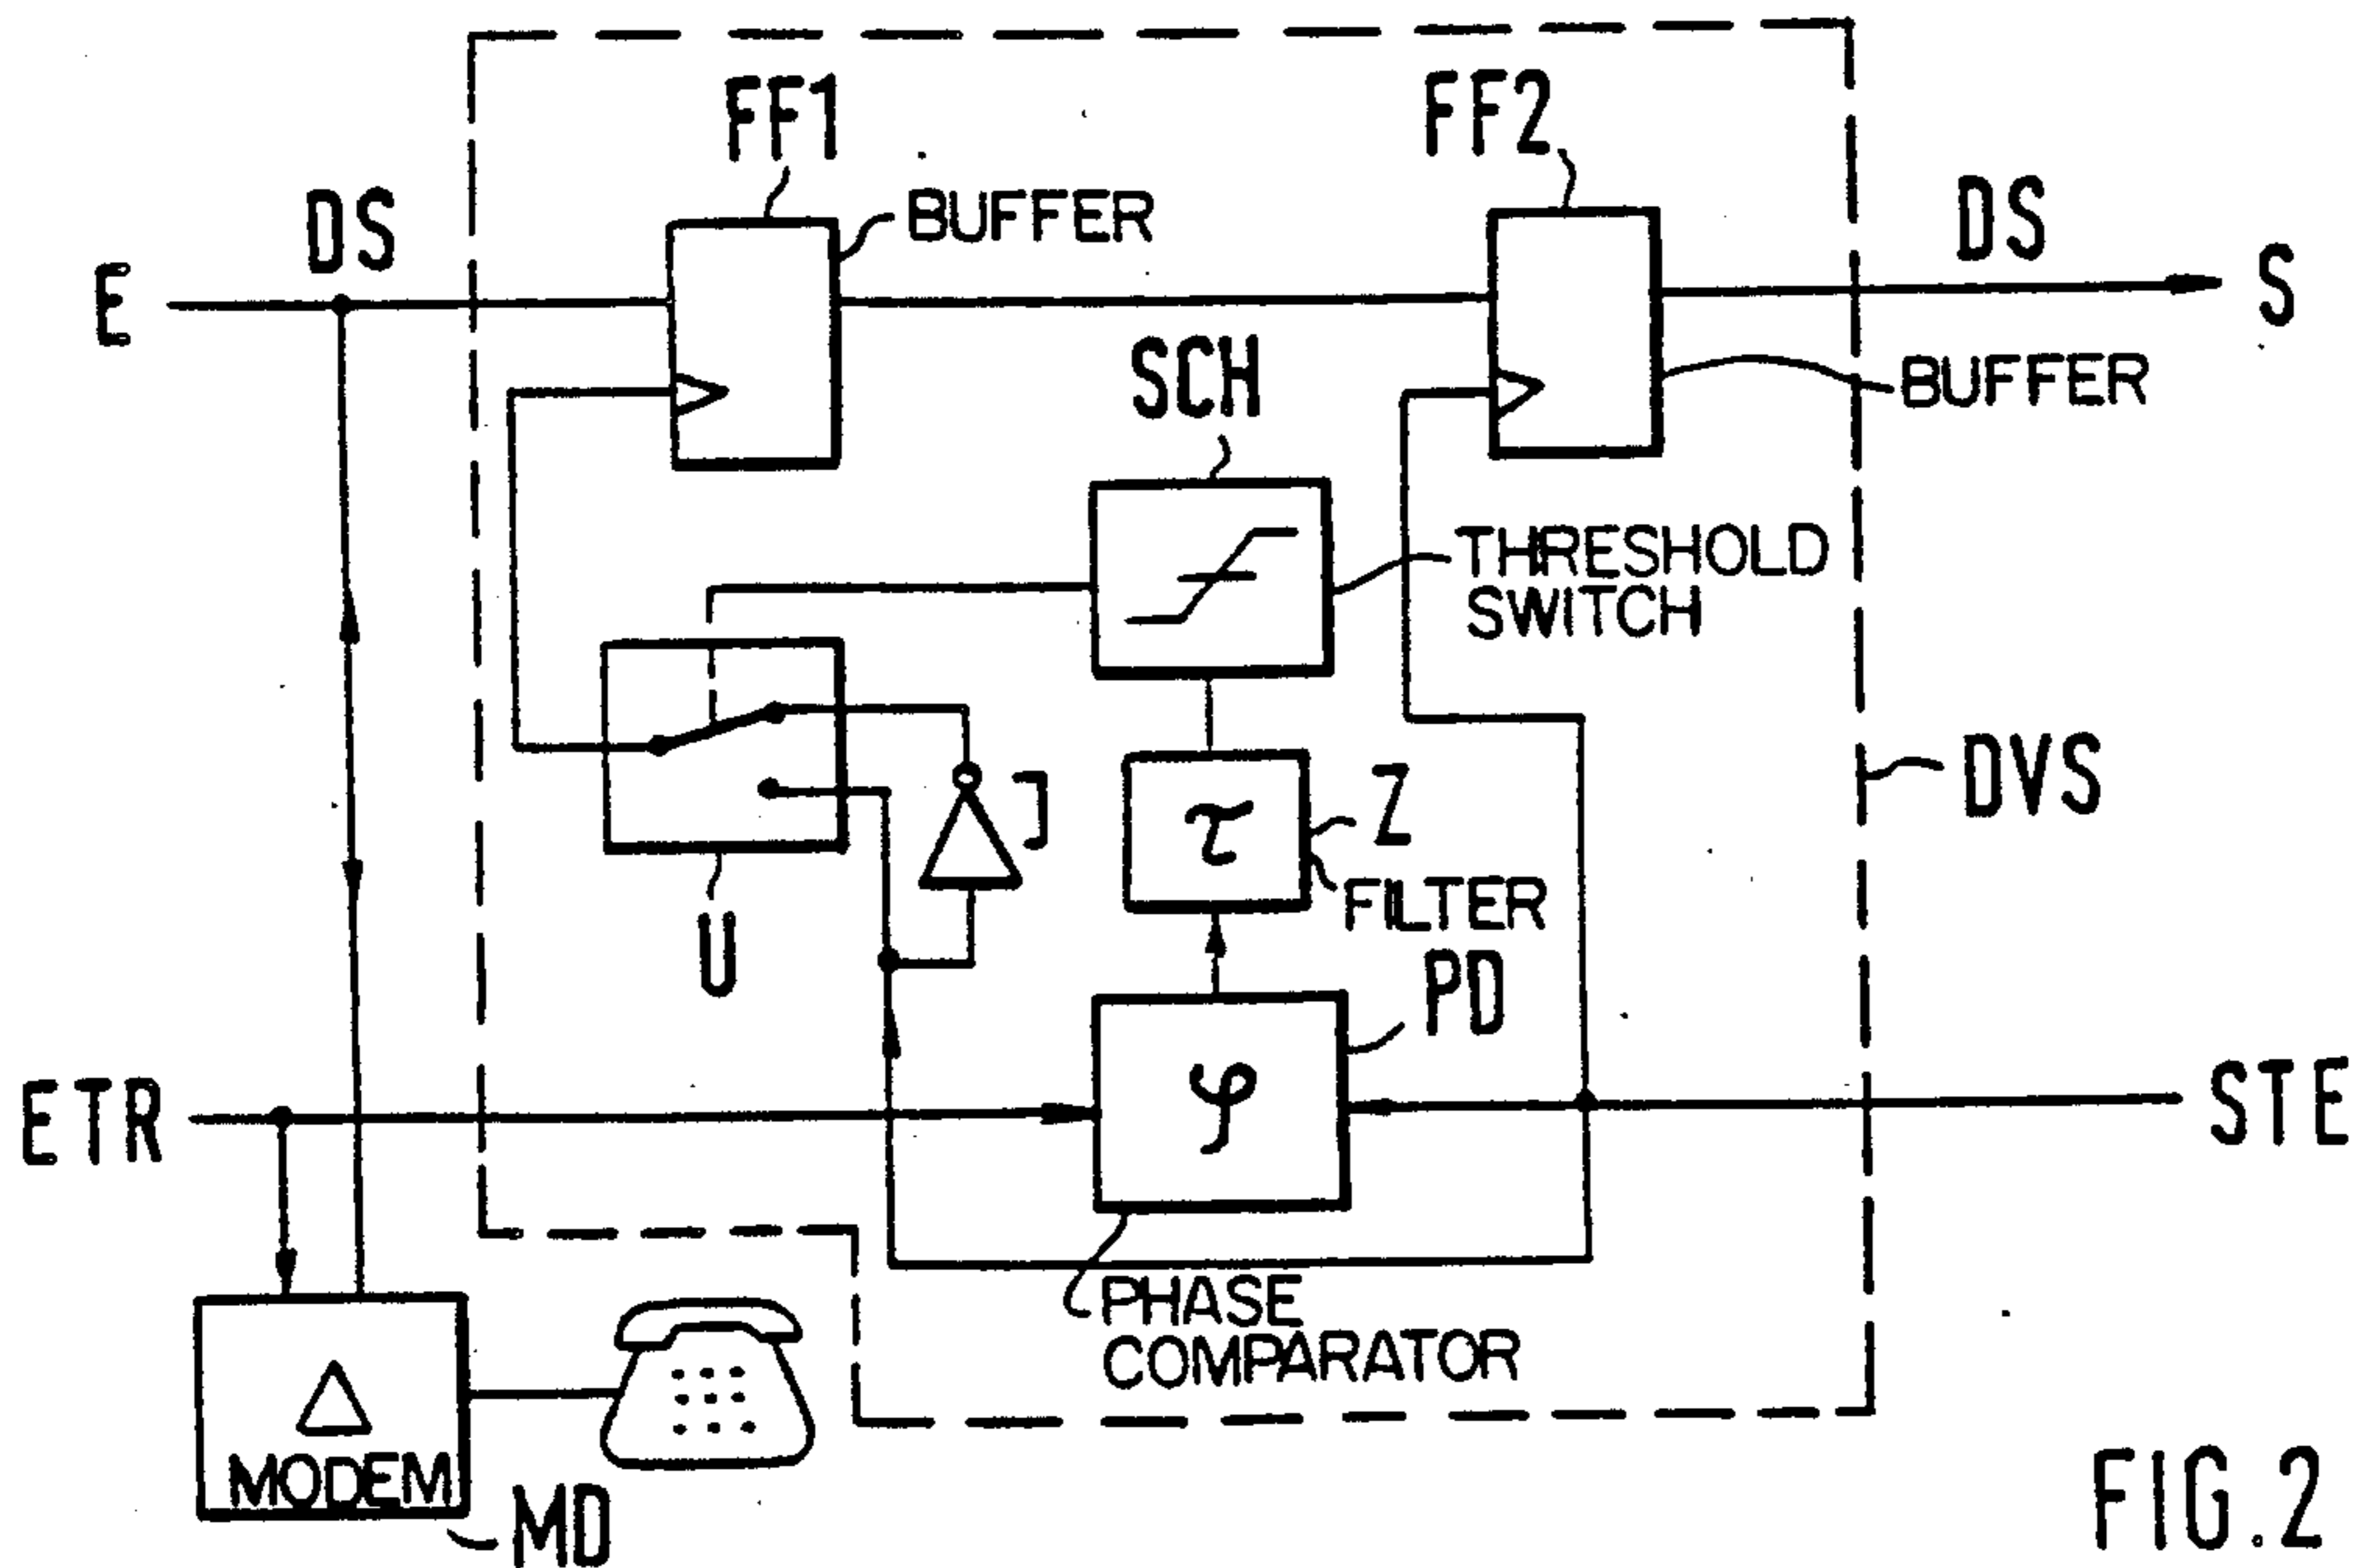 FF1
FF2
DS
BUFFER
DS
E
S
SCH
BUFFER
THRESHOLD
SWITCH
J
τ
Z
DVS
FILTER
U
PD
φ
ETR
STE
PHASE
COMPARATOR
MODEM
MD
FIG.2